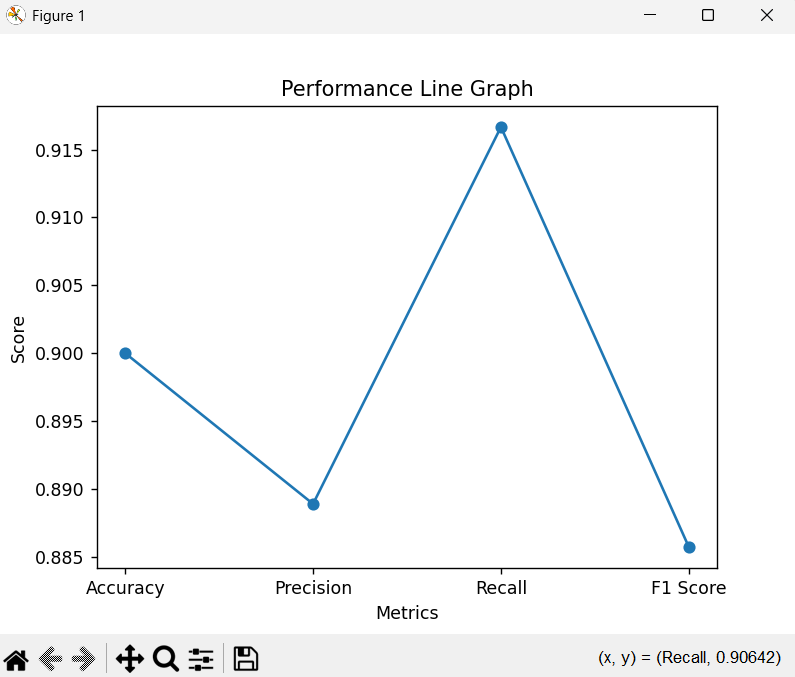 Figure 1
Performance Line Graph
0.915
0.910
0.905
0.900
0.895
0.890
0.885
Score
Accuracy Precision Recall F1 Score
Metrics
(x, y) = (Recall, 0.90642)